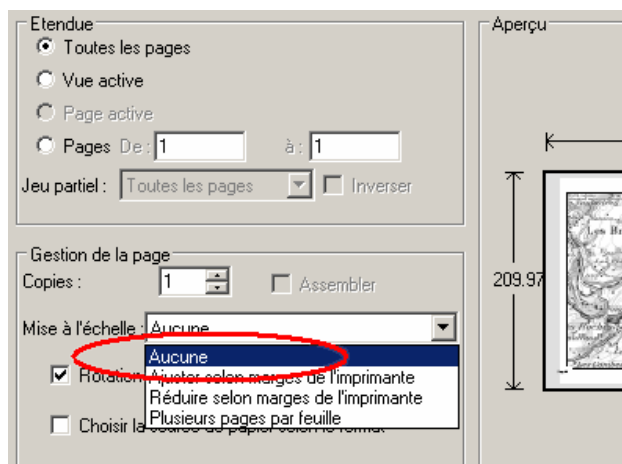 Etendue
Toutes les pages
Vue active
Page active
Pages De : 1 à : 1
Jeu partiel : Toutes les pages Inverser
Gestion de la page
Copies : 1 Assembler
Mise à l'échelle : Aucune
Aucune
Rotation
Ajuster selon marges de l'imprimante
Réduire selon marges de l'imprimante
Plusieurs pages par feuille
Choisir la
Aperçu
209.97